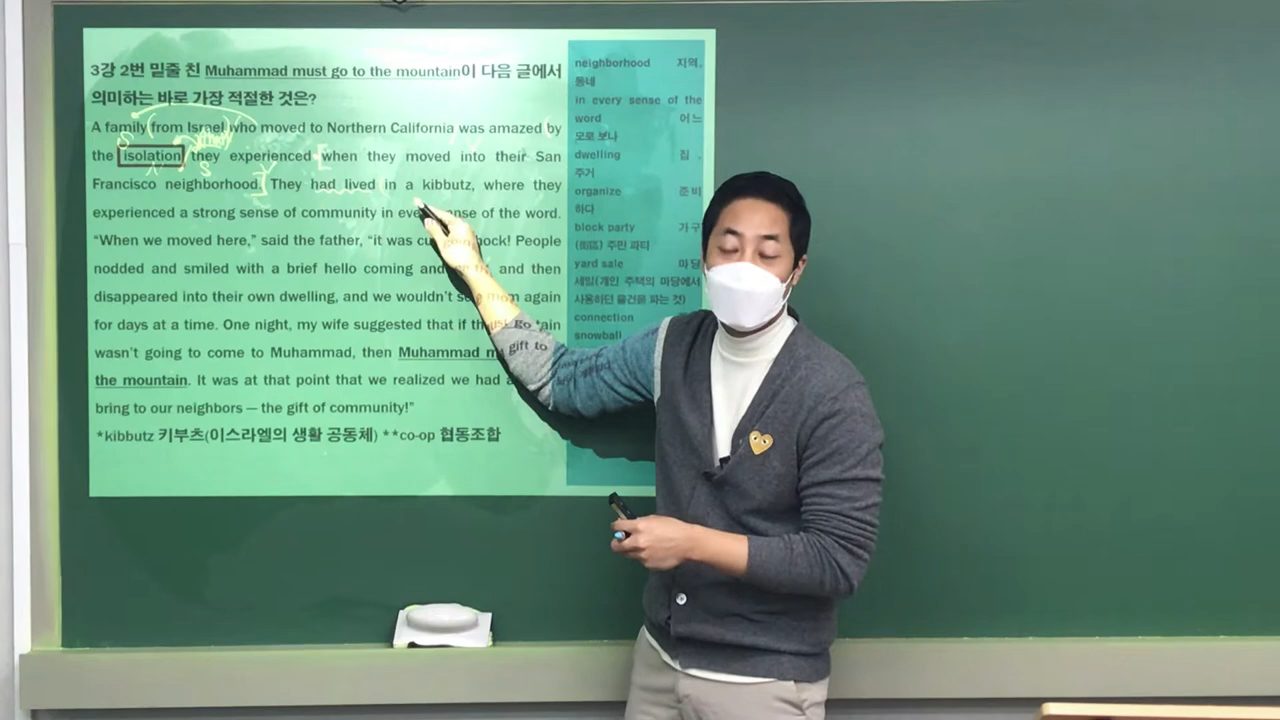 3강 2번 밑줄 친 Muhammad must go to the mountain이 다음 글에서
의미하는 바로 가장 적절한 것은?
A family from Israel who moved to Northern California was amazed by
the isolation they experienced when they moved into their San
Francisco neighborhood. They had lived in a kibbutz, where they
experienced a strong sense of community in sense of the word.
“When we moved here,” said the father, “it was shock! People
nodded and smiled with a brief hello coming and and then
disappeared into their own dwelling, and we wouldn't again
for days at a time. One night, my wife suggested that if
wasn't going to come to Muhammad, then Muhammad
go to
the mountain. It was at that point that we realized we had
gift to
bring to our neighbors — the gift of community!”
*kibbutz 키부츠(이스라엘의 생활 공동체) **co-op 협동조합
neighborhood 지역,
동네
in every sense of the
word 어느
모로 보나
dwelling 집,
주거
organize 준비
하다
block party 가구
(街區) 주민 파티
yard sale 마당
세일(개인 주택의 마당에서
사용하던 물건을 파는 것)
connection
snowball